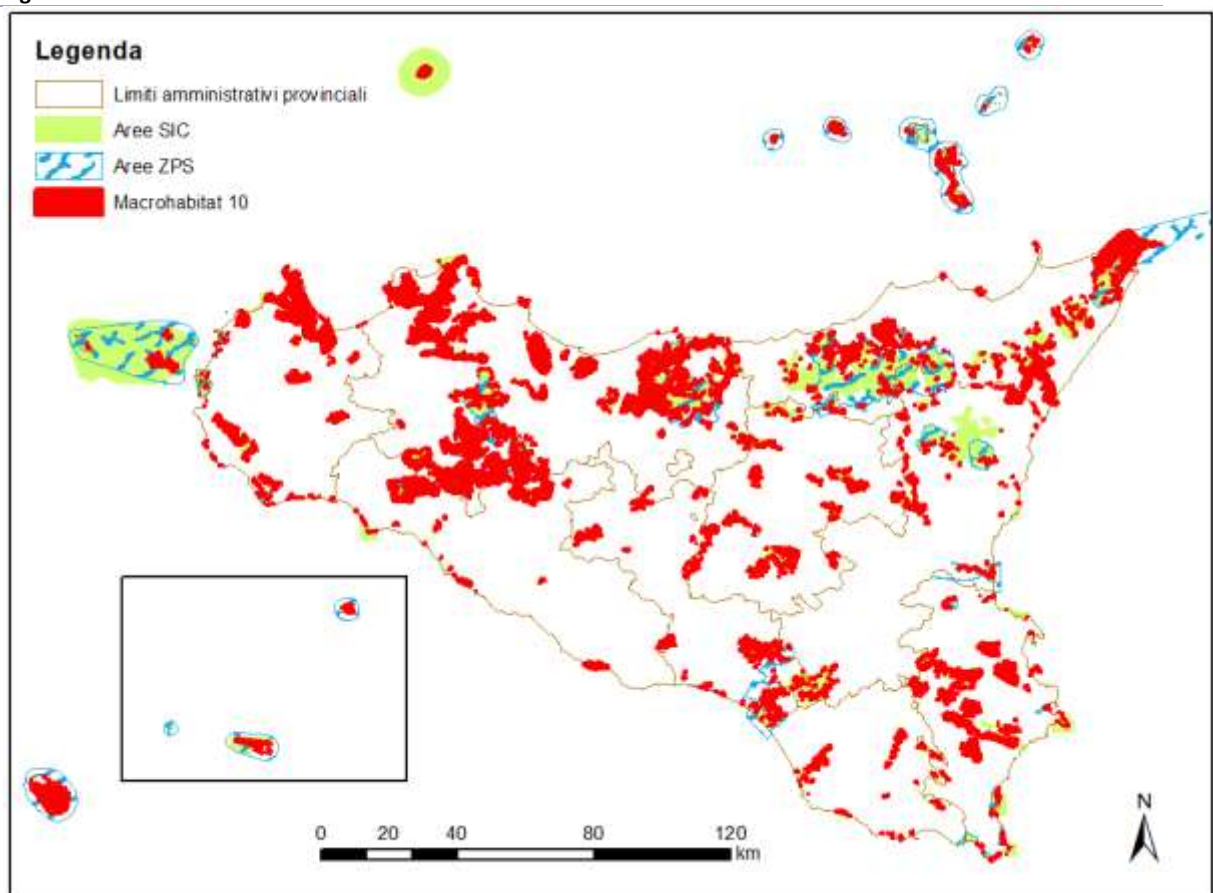 Legenda
Limiti amministrativi provinciali
Aree SIC
Aree ZPS
Macrohabitat 10
N
0 20 40 80 120
km